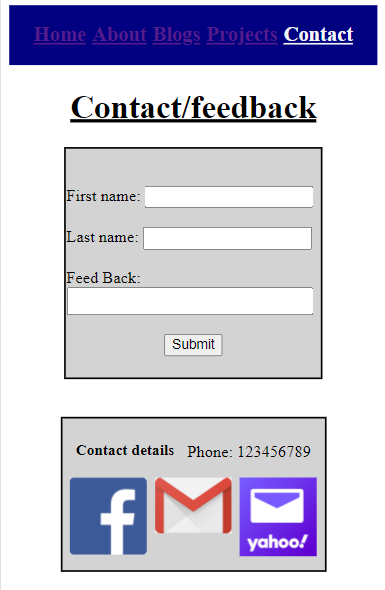 Home About Blogs Projects Contact
Contact/feedback
First name:
Last name:
Feed Back:
Submit
Contact details Phone: 123456789
f
yahoo!